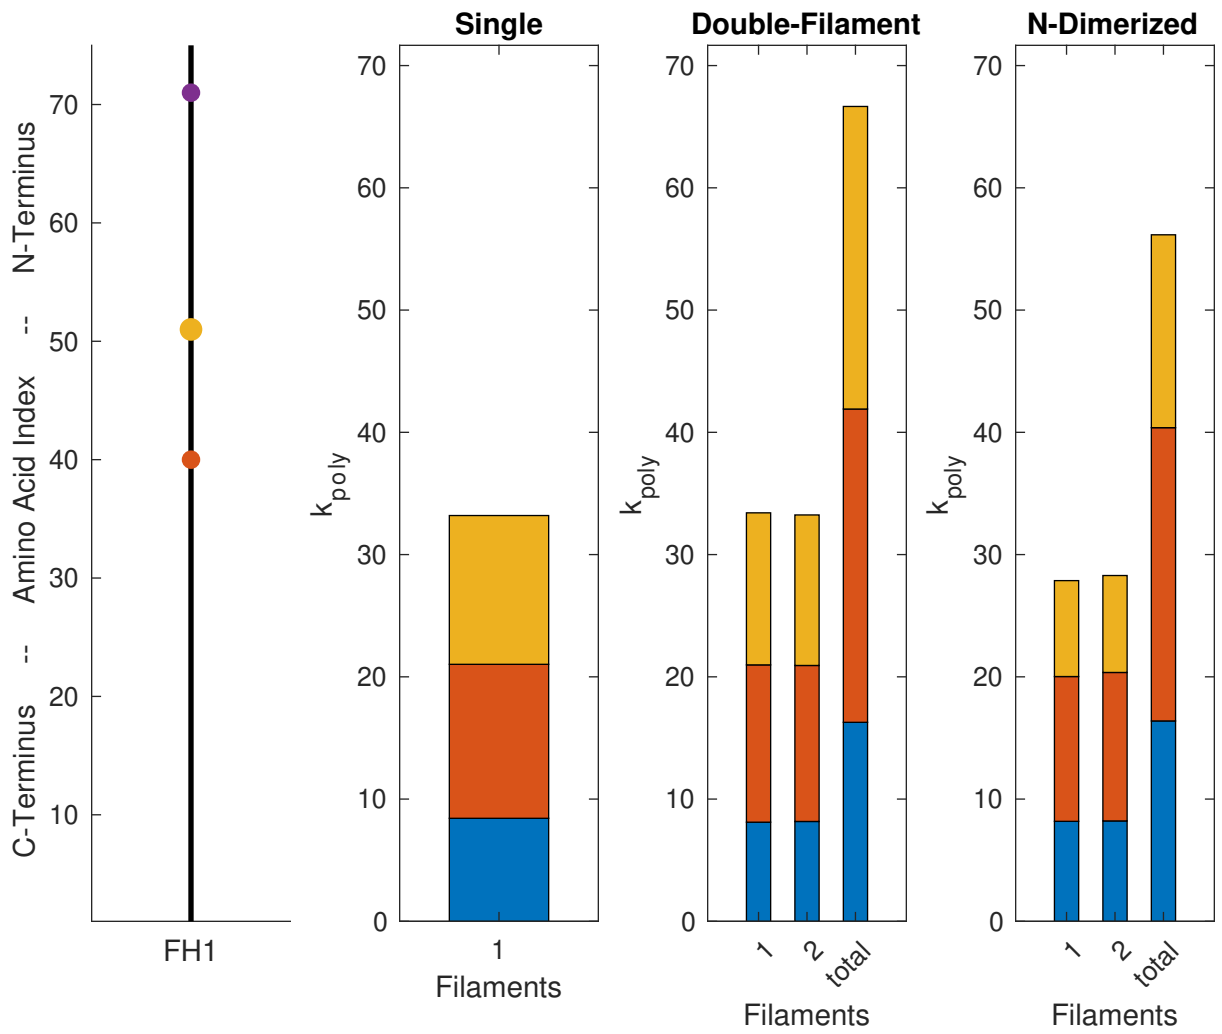 Single
Double-Filament
N-Dimerized
C-Terminus -- Amino Acid Index -- N-Terminus
70
60
50
40
30
20
10
FH1
k_poly
70
60
50
40
30
20
10
0
1
Filaments
k_poly
70
60
50
40
30
20
10
0
1
2
total
Filaments
k_poly
70
60
50
40
30
20
10
0
1
2
total
Filaments